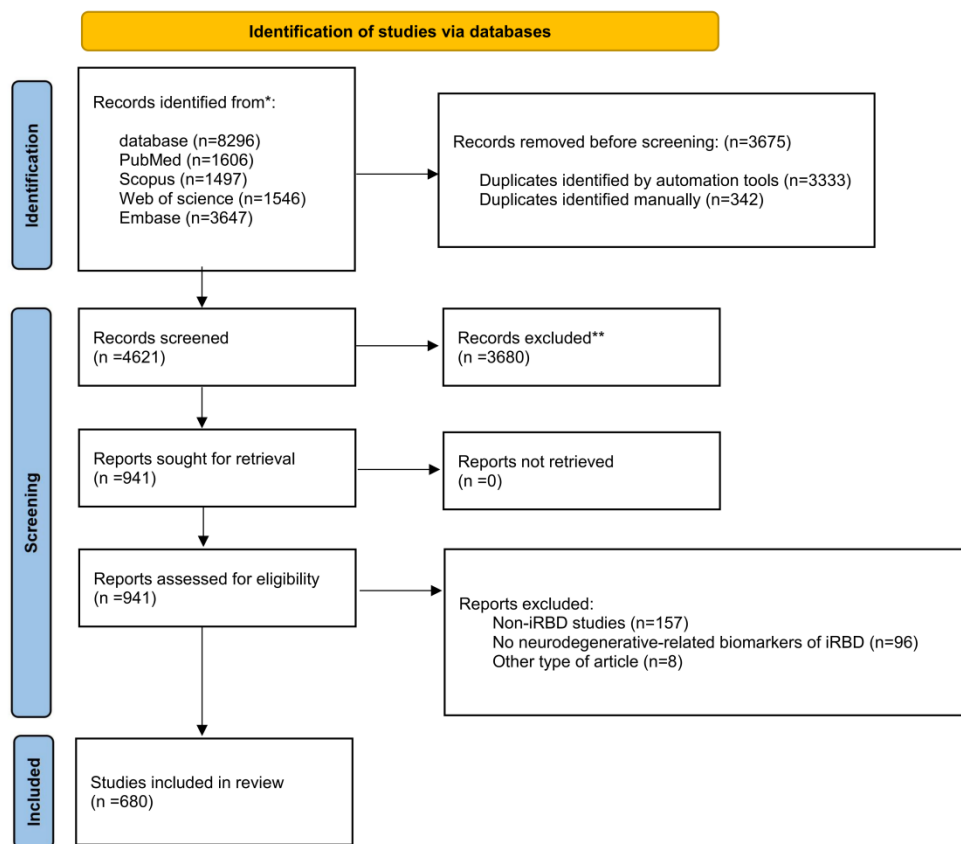 Identification of studies via databases
Identification
Records identified from*:
database (n=8296)
PubMed (n=1606)
Scopus (n=1497)
Web of science (n=1546)
Embase (n=3647)
Records removed before screening: (n=3675)
Duplicates identified by automation tools (n=3333)
Duplicates identified manually (n=342)
Screening
Records screened
(n =4621)
Records excluded**
(n =3680)
Reports sought for retrieval
(n =941)
Reports not retrieved
(n =0)
Reports assessed for eligibility
(n =941)
Reports excluded:
Non-iRBD studies (n=157)
No neurodegenerative-related biomarkers of iRBD (n=96)
Other type of article (n=8)
Included
Studies included in review
(n =680)